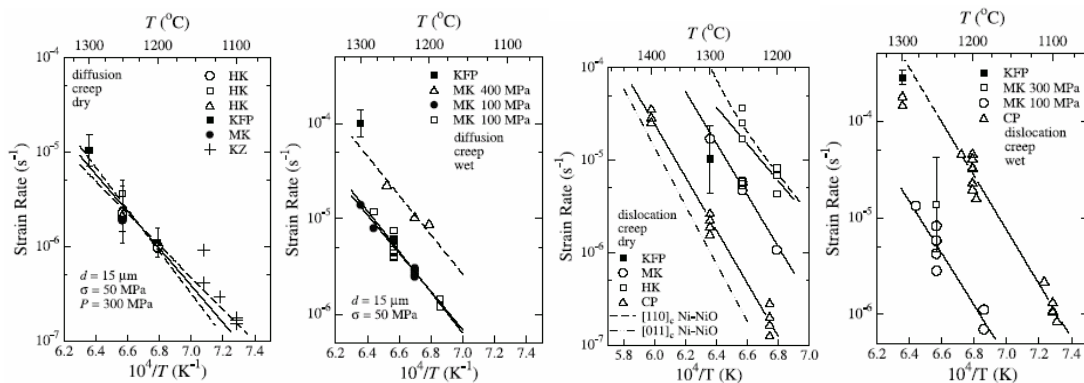 T (°C)
1300 1200 1100
10⁻⁴
diffusion
creep
dry
HK
HK
HK
KFP
MK
KZ
10⁻⁵
Strain Rate (s⁻¹)
10⁻⁶
d = 15 μm
σ = 50 MPa
P = 300 MPa
10⁻⁷
6.2 6.4 6.6 6.8 7.0 7.2 7.4
10⁴/T (K⁻¹)
T (°C)
1300 1200 1100
KFP
MK 400 MPa
MK 100 MPa
MK 100 MPa
diffusion
creep
wet
10⁻⁴
Strain Rate (s⁻¹)
10⁻⁵
10⁻⁶
d = 15 μm
σ = 50 MPa
6.2 6.4 6.6 6.8 7.0 7.2 7.4
10⁴/T (K⁻¹)
T (°C)
1400 1300 1200
10⁻⁴
Strain Rate (s⁻¹)
10⁻⁵
10⁻⁶
10⁻⁷
dislocation
creep
dry
KFP
MK
HK
CP
[110]c Ni-NiO
[011]c Ni-NiO
5.8 6.0 6.2 6.4 6.6 6.8 7.0
10⁴/T (K)
T (°C)
1300 1200 1100
KFP
MK 300 MPa
MK 100 MPa
CP
dislocation
creep
wet
10⁻³
Strain Rate (s⁻¹)
10⁻⁴
10⁻⁵
10⁻⁶
6.2 6.4 6.6 6.8 7.0 7.2 7.4
10⁴/T (K)